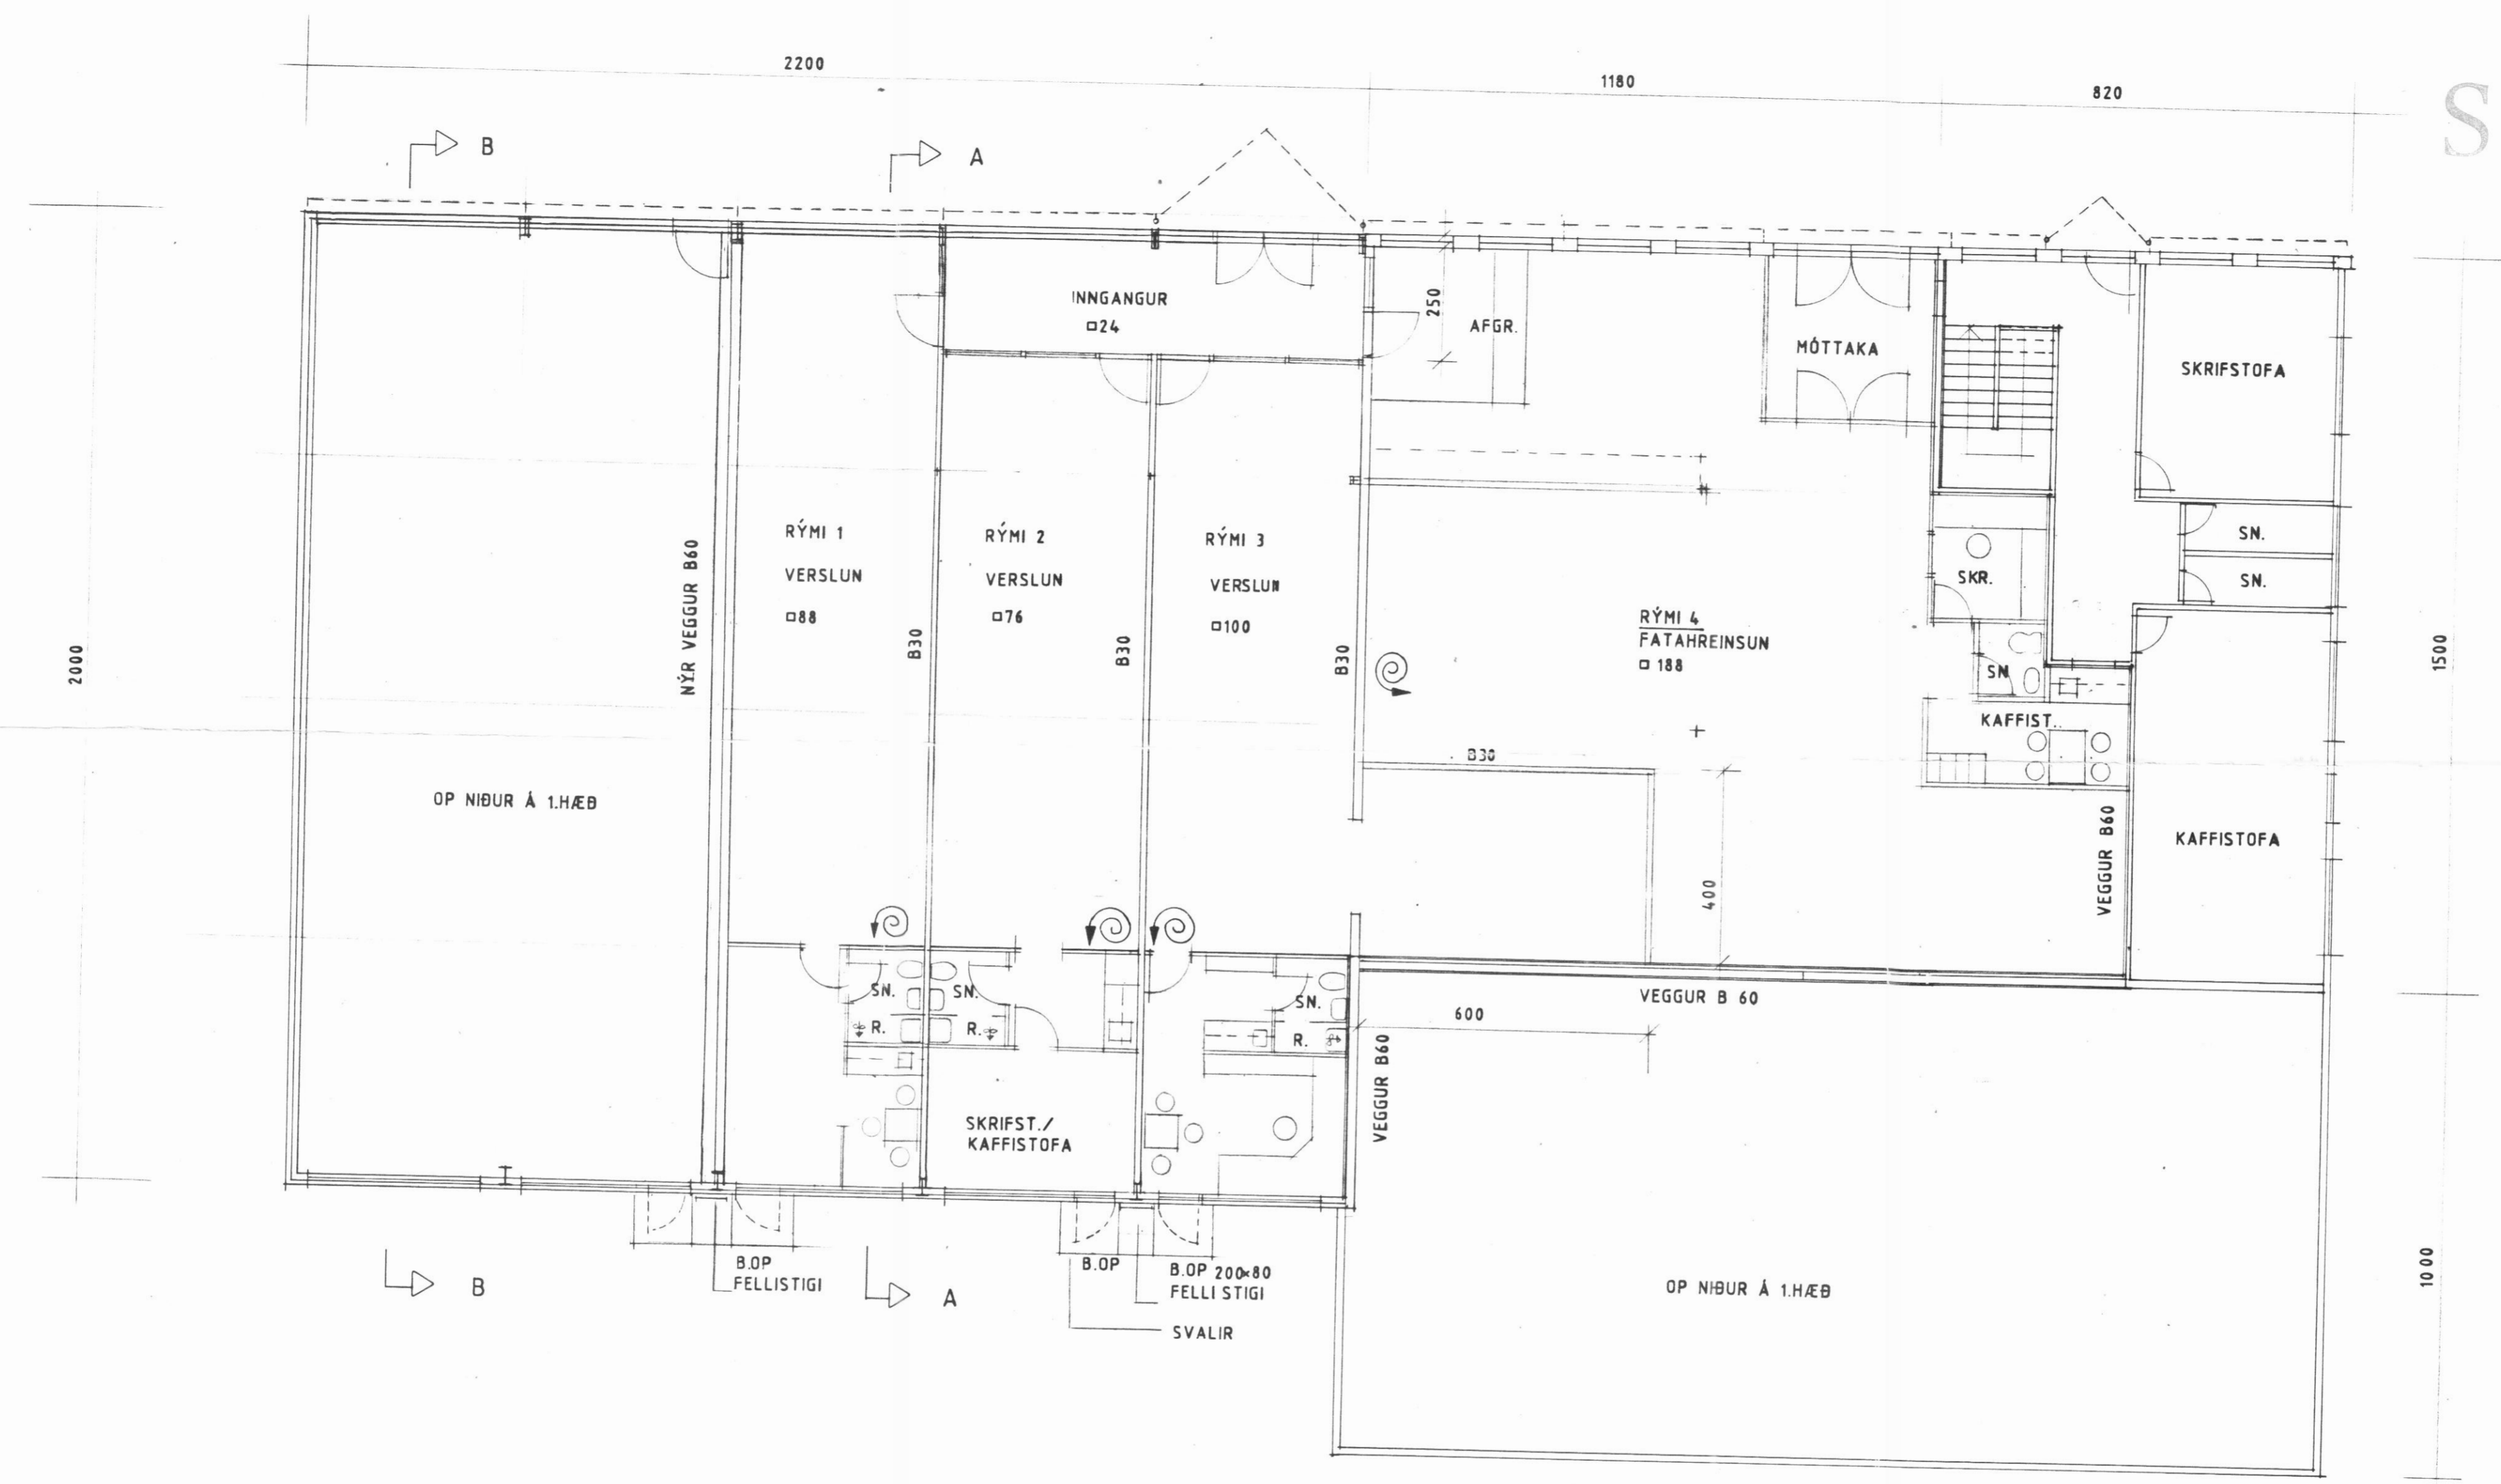 2200
1180
820
S
B
A
INNGANGUR
□24
250
AFGR.
MÓTTAKA
SKRIFSTOFA
2000
NÝR VEGGUR B60
RÝMI 1
VERSLUN
□88
B30
RÝMI 2
VERSLUN
□76
B30
RÝMI 3
VERSLUN
□100
B30
RÝMI 4
FATAHREINSUN
□ 188
SKR.
SN.
SN.
SN
KAFFIST..
1500
B30
400
VEGGUR B60
KAFFISTOFA
OP NIÐUR Á 1.HÆÐ
SN.
R.
SN.
R.
SN.
R.
SKRIFST./
KAFFISTOFA
VEGGUR B 60
600
VEGGUR B60
B
A
B.OP
FELLISTIGI
B.OP
B.OP 200×80
FELLISTIGI
SVALIR
OP NIÐUR Á 1.HÆÐ
1000